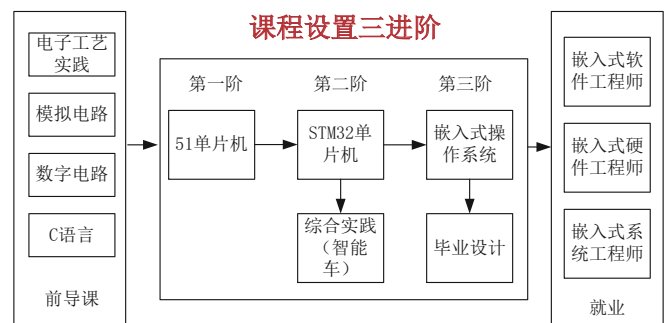 课程设置三进阶
电子工艺
实践
模拟电路
数字电路
C语言
前导课
第一阶
第二阶
第三阶
51单片机
STM32单
片机
嵌入式操
作系统
综合实践
（智能
车）
毕业设计
嵌入式软
件工程师
嵌入式硬
件工程师
嵌入式系
统工程师
就业